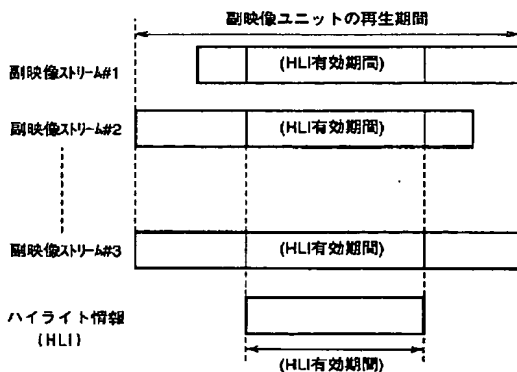 副映像ユニットの再生期間
副映像ストリーム#1
(HLI有効期間)
副映像ストリーム#2
(HLI有効期間)
副映像ストリーム#3
(HLI有効期間)
ハイライト情報
(HLI)
(HLI有効期間)